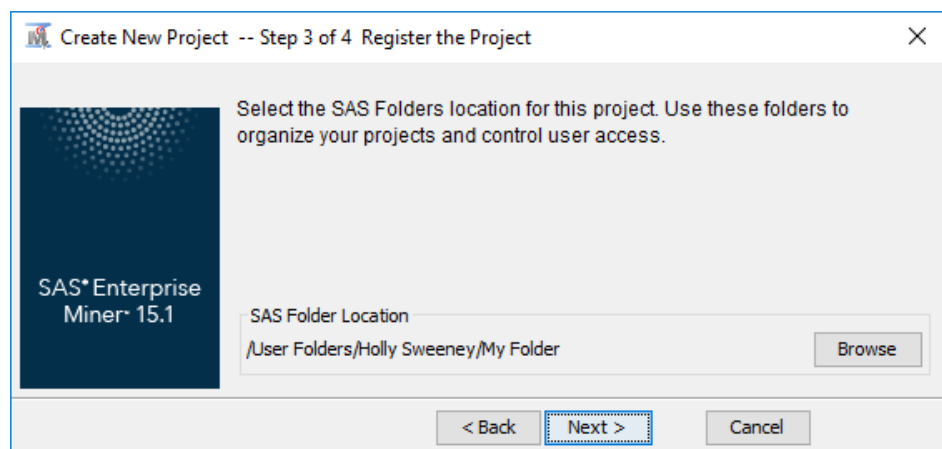 Create New Project -- Step 3 of 4 Register the Project
Select the SAS Folders location for this project. Use these folders to
organize your projects and control user access.
SAS® Enterprise
Miner™ 15.1
SAS Folder Location
/User Folders/Holly Sweeney/My Folder
Browse
< Back
Next >
Cancel